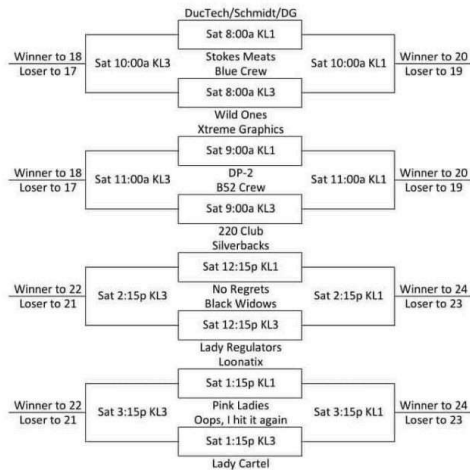 DucTech/Schmidt/DG
Sat 8:00a KL1
Winner to 18
Loser to 17
Sat 10:00a KL3
Stokes Meats
Blue Crew
Sat 10:00a KL1
Winner to 20
Loser to 19
Sat 8:00a KL3
Wild Ones
Xtreme Graphics
Sat 9:00a KL1
Winner to 18
Loser to 17
Sat 11:00a KL3
DP-2
B52 Crew
Sat 11:00a KL1
Winner to 20
Loser to 19
Sat 9:00a KL3
220 Club
Silverbacks
Sat 12:15p KL1
Winner to 22
Loser to 21
Sat 2:15p KL3
No Regrets
Black Widows
Sat 2:15p KL1
Winner to 24
Loser to 23
Sat 12:15p KL3
Lady Regulators
Loonatix
Sat 1:15p KL1
Winner to 22
Loser to 21
Sat 3:15p KL3
Pink Ladies
Oops, I hit it again
Sat 3:15p KL1
Winner to 24
Loser to 23
Sat 1:15p KL3
Lady Cartel